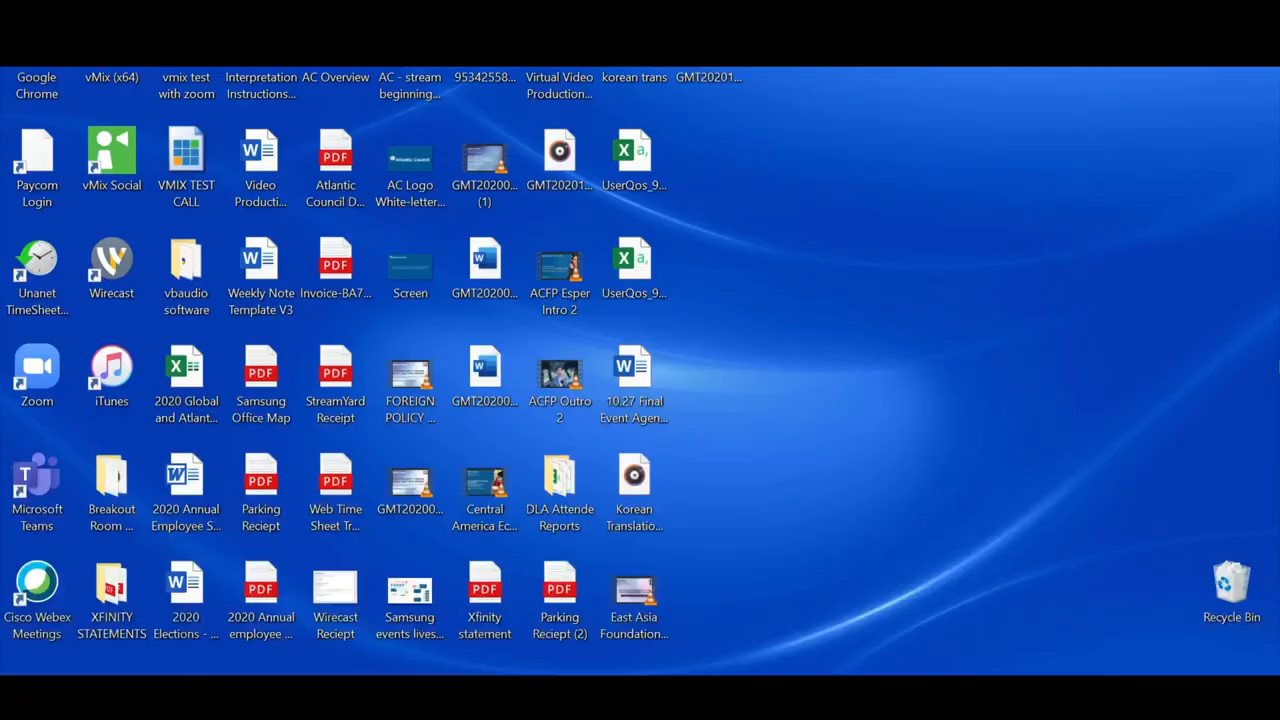 Google
Chrome
vMix (x64)
vmix test
with zoom
Interpretation
Instructions...
AC Overview
AC - stream
beginning...
95342558...
Virtual Video
Production...
korean trans
GMT20201...
Paycom
Login
vMix Social
VMIX TEST
CALL
W
Video
Producti...
PDF
Atlantic
Council D...
Atlantic Council
AC Logo
White-letter...
GMT20200...
(1)
GMT20201...
X a,
UserQos_9...
Unanet
TimeSheet...
Wirecast
vbaudio
software
W
Weekly Note
Template V3
PDF
Invoice-BA7...
Screen
W
GMT20200...
ACFP Esper
Intro 2
X a,
UserQos_9...
Zoom
iTunes
X
2020 Global
and Atlant...
PDF
Samsung
Office Map
PDF
StreamYard
Receipt
FOREIGN
POLICY ...
W
GMT20200...
ACFP Outro
2
W
10.27 Final
Event Agen...
T
Microsoft
Teams
Breakout
Room ...
W
2020 Annual
Employee S...
PDF
Parking
Reciept
PDF
Web Time
Sheet Tr...
GMT20200...
Central
America Ec...
DLA Attende
Reports
Korean
Translatio...
Cisco Webex
Meetings
PDF
XFINITY
STATEMENTS
W
2020
Elections - ...
PDF
2020 Annual
employee ...
Wirecast
Reciept
Samsung
events lives...
PDF
Xfinity
statement
PDF
Parking
Reciept (2)
East Asia
Foundation...
Recycle Bin